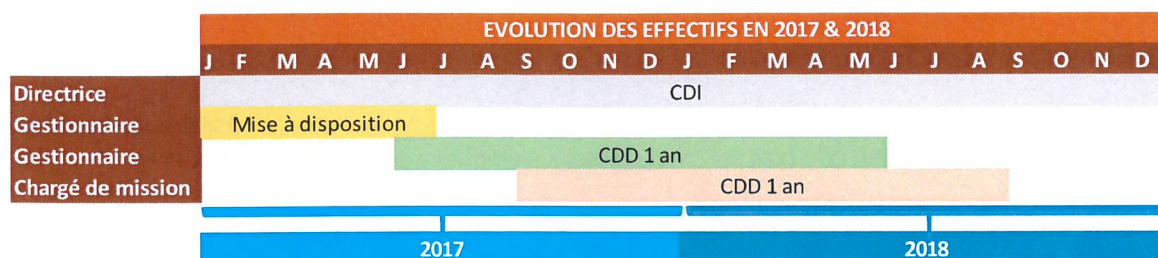 EVOLUTION DES EFFECTIFS EN 2017 & 2018
J F M A M J J A S O N D J F M A M J J A S O N D
Directrice CDI
Gestionnaire Mise à disposition
Gestionnaire CDD 1 an
Chargé de mission CDD 1 an
2017 2018